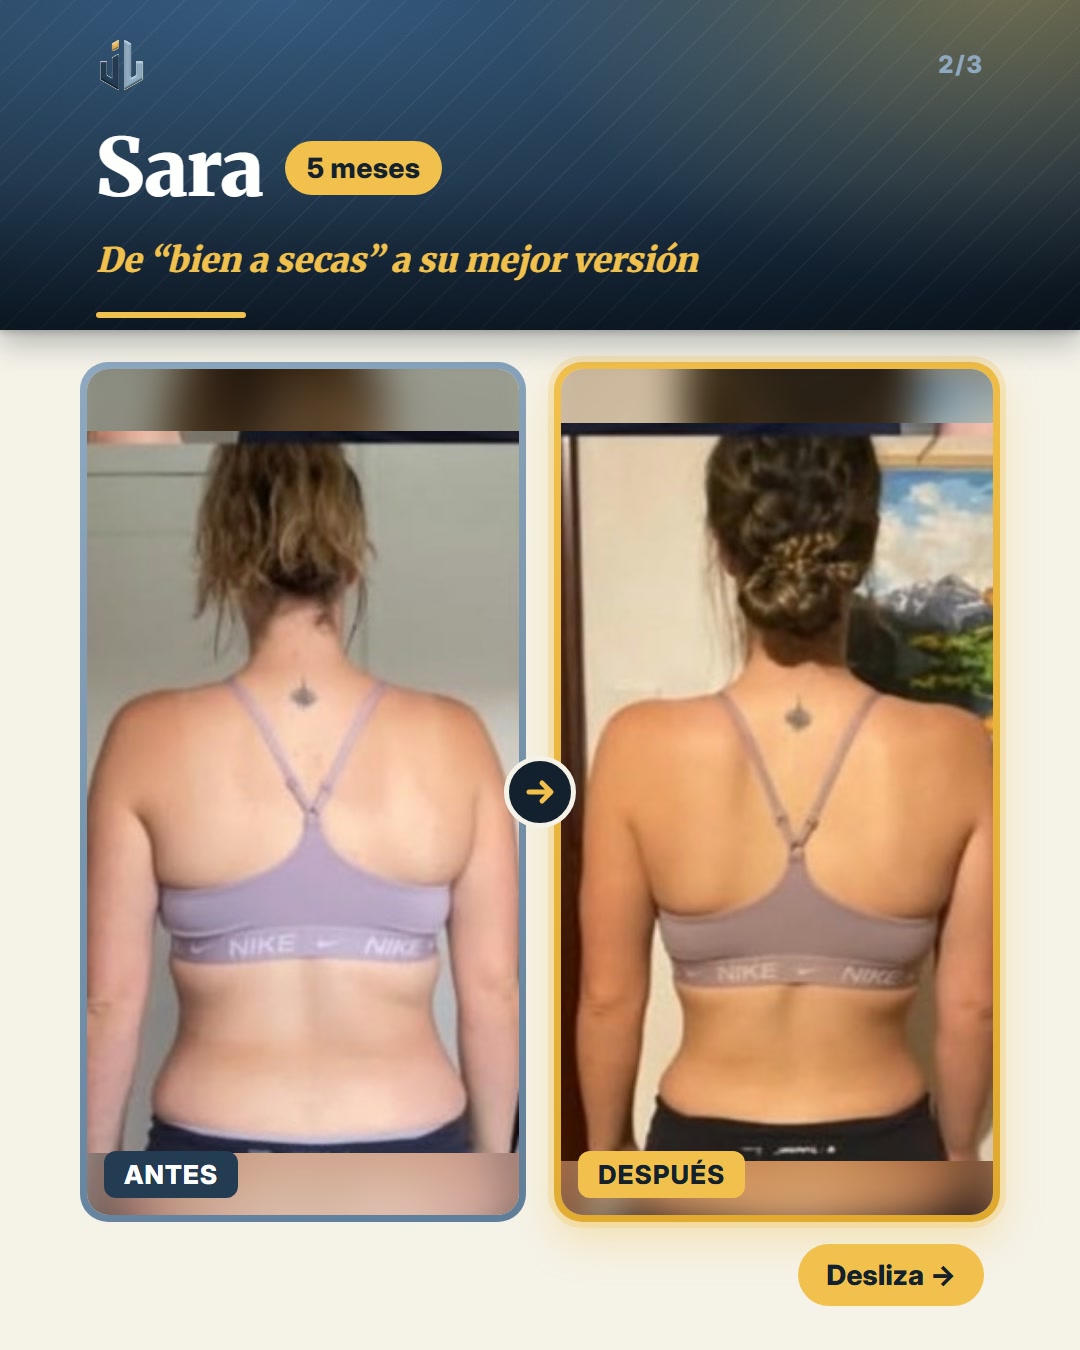 2/3
Sara
5 meses
De “bien a secas” a su mejor versión
NIKE NIKE
NIKE NIKE
ANTES
DESPUÉS
Desliza →